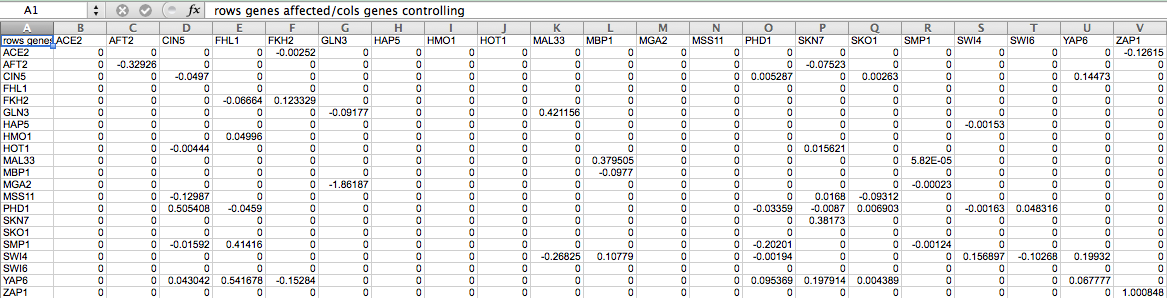 A1 fx rows genes affected/cols genes controlling
A B C D E F G H I J K L M N O P Q R S T U V
rows genes ACE2 AFT2 CIN5 FHL1 FKH2 GLN3 HAP5 HMO1 HOT1 MAL33 MBP1 MGA2 MSS11 PHD1 SKN7 SKO1 SMP1 SWI4 SWI6 YAP6 ZAP1
ACE2 0 0 0 0 -0.00252 0 0 0 0 0 0 0 0 0 0 0 0 0 0 0 -0.12615
AFT2 0 -0.32926 0 0 0 0 0 0 0 0 0 0 0 0 -0.07523 0 0 0 0 0 0
CIN5 0 0 -0.0497 0 0 0 0 0 0 0 0 0 0 0.005287 0 0.00263 0 0 0 0.14473 0
FHL1 0 0 0 0 0 0 0 0 0 0 0 0 0 0 0 0 0 0 0 0 0
FKH2 0 0 0 -0.06664 0.123329 0 0 0 0 0 0 0 0 0 0 0 0 0 0 0 0
GLN3 0 0 0 0 0 -0.09177 0 0 0 0.421156 0 0 0 0 0 0 0 0 0 0 0
HAP5 0 0 0 0 0 0 0 0 0 0 0 0 0 0 0 0 0 -0.00153 0 0 0
HMO1 0 0 0 0.04996 0 0 0 0 0 0 0 0 0 0 0 0 0 0 0 0 0
HOT1 0 0 -0.00444 0 0 0 0 0 0 0 0 0 0 0 0.015621 0 0 0 0 0 0
MAL33 0 0 0 0 0 0 0 0 0 0 0.379505 0 0 0 0 0 5.82E-05 0 0 0 0
MBP1 0 0 0 0 0 0 0 0 0 0 -0.0977 0 0 0 0 0 0 0 0 0 0
MGA2 0 0 0 0 0 -1.86187 0 0 0 0 0 0 0 0 0 0 -0.00023 0 0 0 0
MSS11 0 0 -0.12987 0 0 0 0 0 0 0 0 0 0 0 0.0168 -0.09312 0 0 0 0 0
PHD1 0 0 0.505408 -0.0459 0 0 0 0 0 0 0 0 0 -0.03359 -0.0087 0.006903 0 -0.00163 0.048316 0 0
SKN7 0 0 0 0 0 0 0 0 0 0 0 0 0 0 0.38173 0 0 0 0 0 0
SKO1 0 0 0 0 0 0 0 0 0 0 0 0 0 0 0 0 0 0 0 0 0
SMP1 0 0 -0.01592 0.41416 0 0 0 0 0 0 0 0 0 -0.20201 0 0 -0.00124 0 0 0 0
SWI4 0 0 0 0 0 0 0 0 0 -0.26825 0.10779 0 0 -0.00194 0 0 0 0.156897 -0.10268 0.19932 0
SWI6 0 0 0 0 0 0 0 0 0 0 0 0 0 0 0 0 0 0 0 0 0
YAP6 0 0 0.043042 0.541678 -0.15284 0 0 0 0 0 0 0 0 0.095369 0.197914 0.004389 0 0 0 0.067777 0
ZAP1 0 0 0 0 0 0 0 0 0 0 0 0 0 0 0 0 0 0 0 0 1.000848